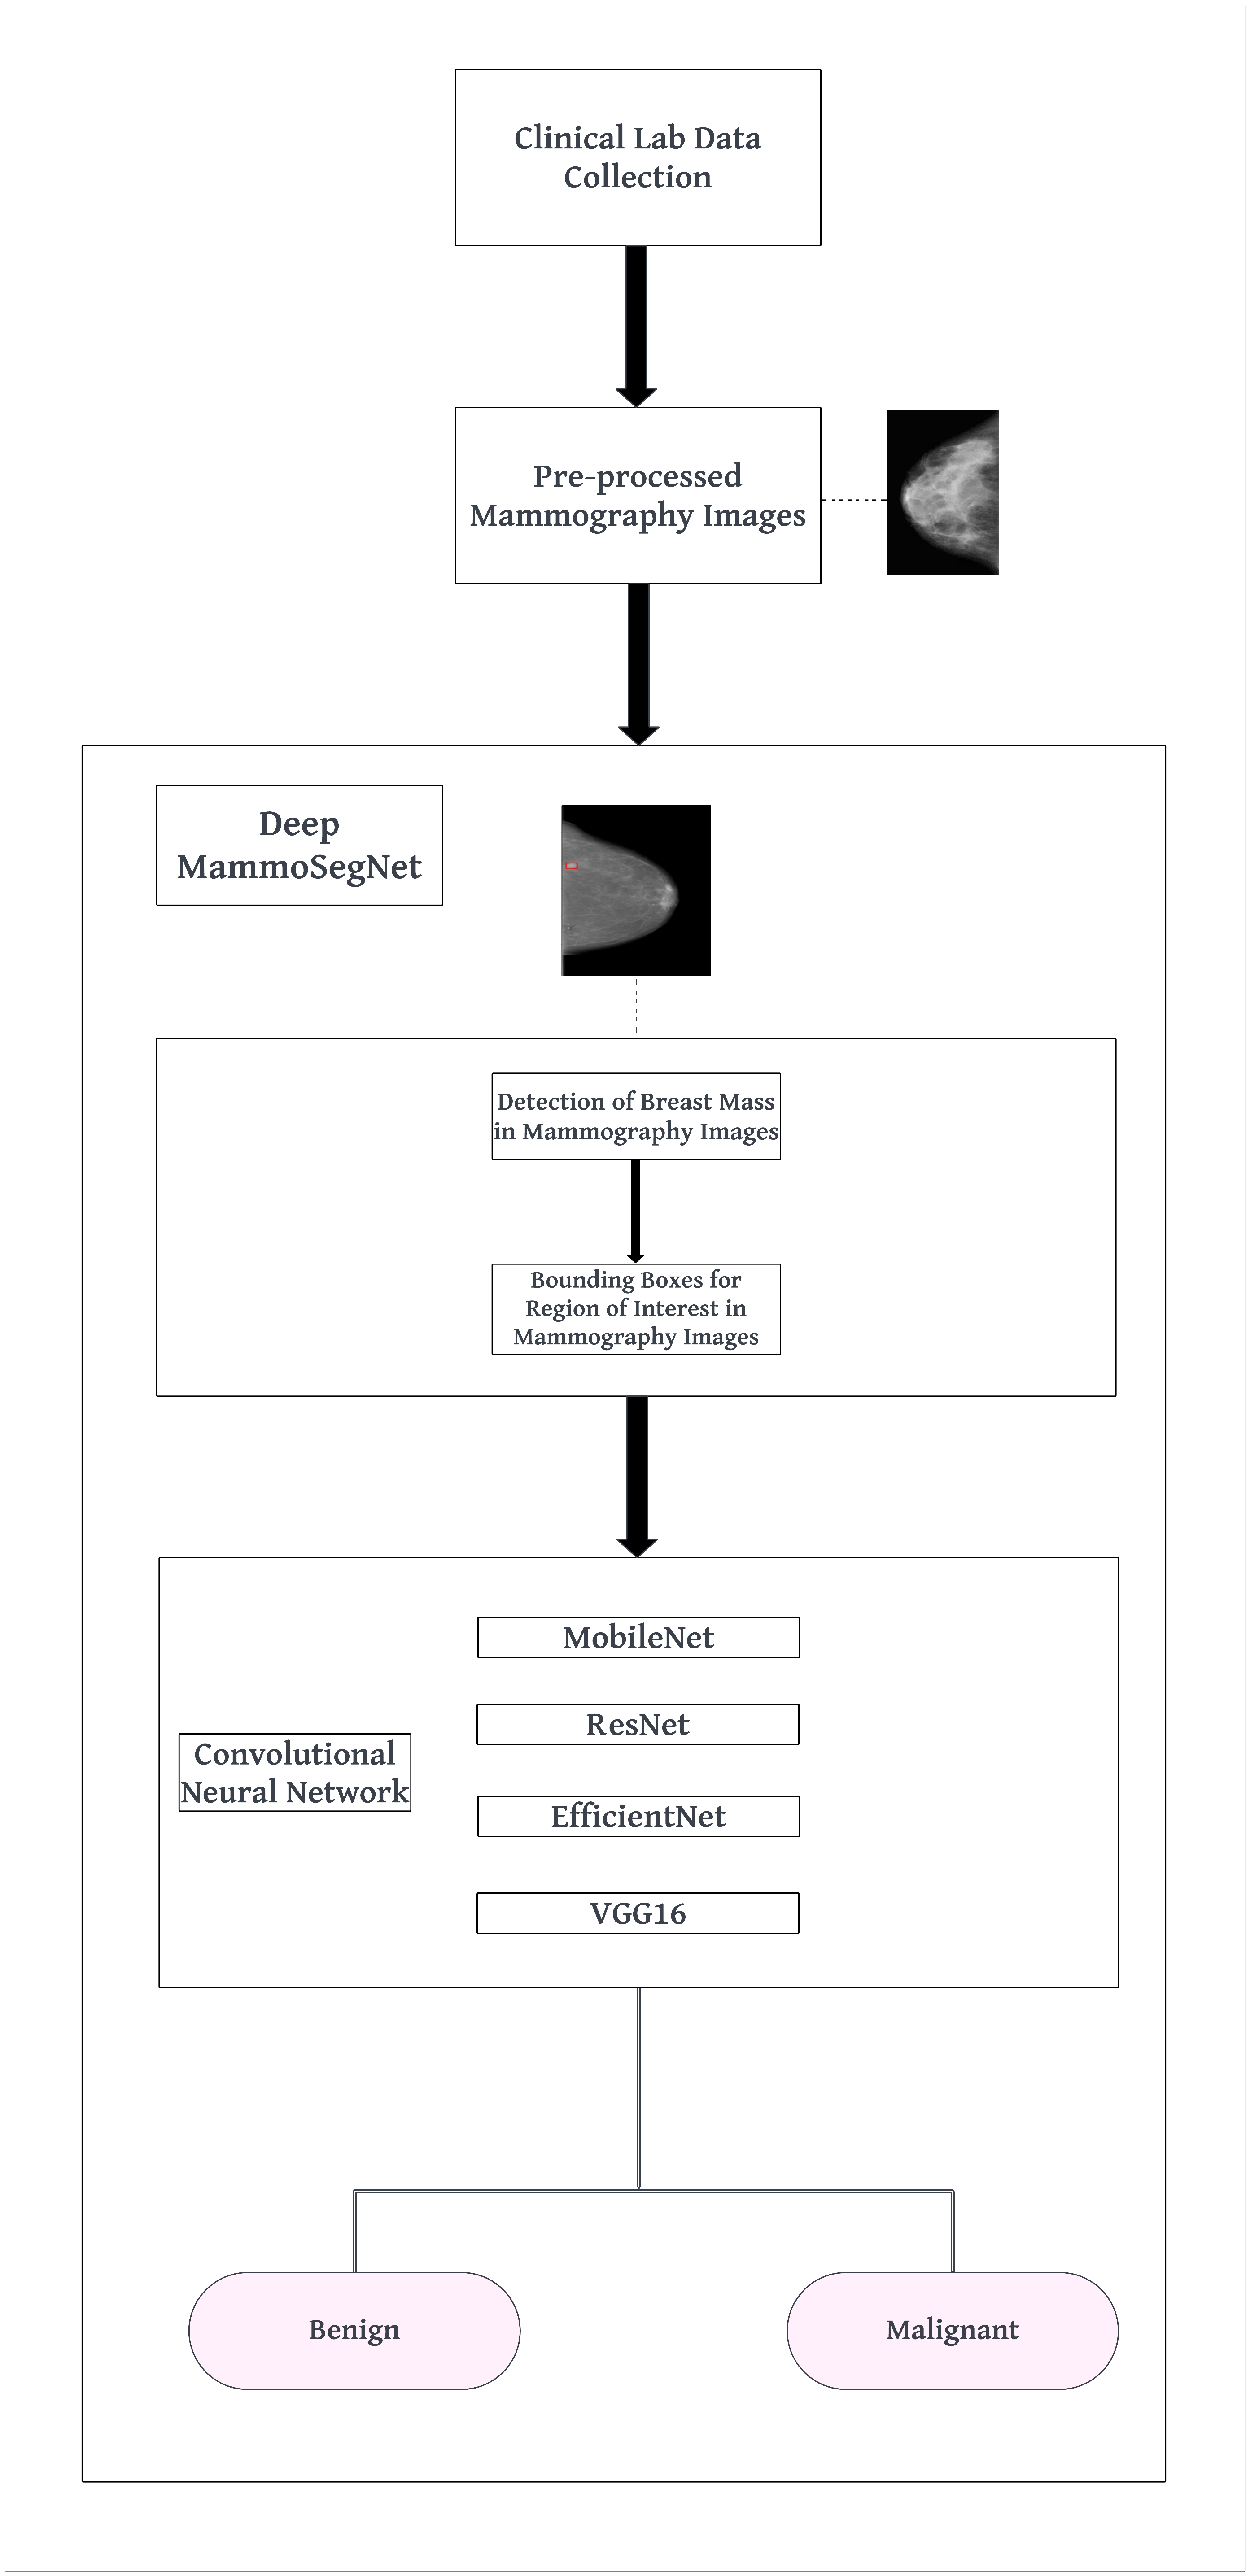 Clinical Lab Data
Collection
Pre-processed
Mammography Images
Deep
MammoSegNet
Detection of Breast Mass
in Mammography Images
Bounding Boxes for
Region of Interest in
Mammography Images
MobileNet
ResNet
Convolutional
Neural Network
EfficientNet
VGG16
Benign
Malignant